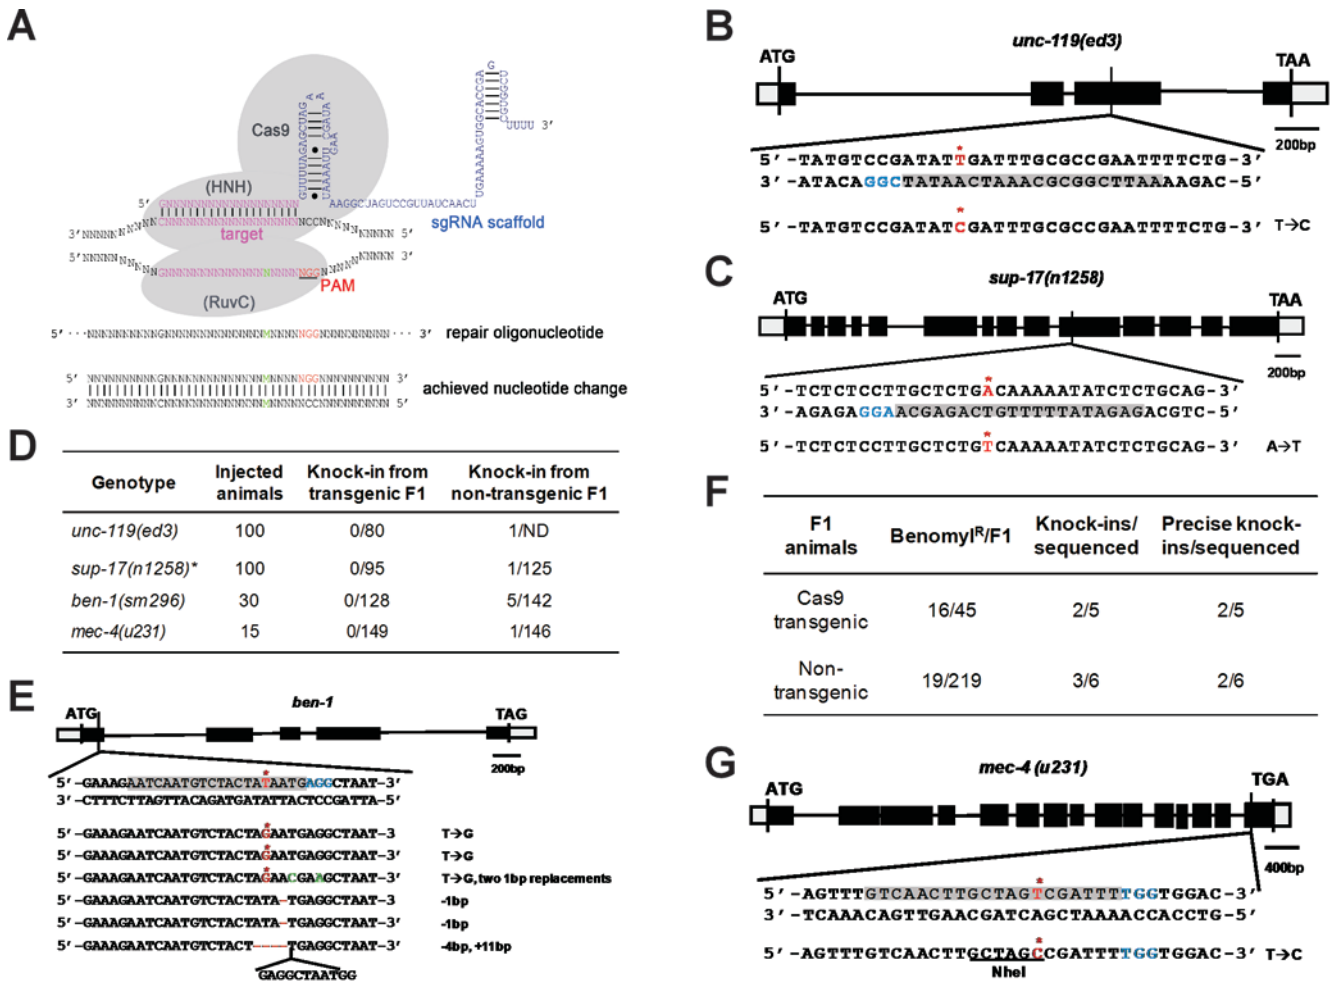 A
Cas9
(HNH)
target
sgRNA scaffold
(RuvC)
PAM
repair oligonucleotide
achieved nucleotide change
B
unc-119(ed3)
ATG
TAA
200bp
5'-TATGTCCGATATTGATTTGCGCCGAATTTTCTG-3'
3'-ATACAGGCTATAACTAAACGCGGCTTAAAAGAC-5'
5'-TATGTCCGATATCGATTTGCGCCGAATTTTCTG-3' T→C
C
sup-17(n1258)
ATG
TAA
200bp
5'-TCTCTCCTTGCTCTGACAAAAATATCTCTGCAG-3'
3'-AGAGAGGAACGAGACTGTTTTTATAGAGACGTC-5'
5'-TCTCTCCTTGCTCTGTCAAAAATATCTCTGCAG-3' A→T
D
Genotype Injected animals Knock-in from transgenic F1 Knock-in from non-transgenic F1
unc-119(ed3) 100 0/80 1/ND
sup-17(n1258)* 100 0/95 1/125
ben-1(sm296) 30 0/128 5/142
mec-4(u231) 15 0/149 1/146
E
ben-1
ATG
TAG
200bp
5'-GAAAGAATCAATGTCTACTATAATGAGGCTAAT-3'
3'-CTTTCTTAGTTACAGATGATATTACTCCGATTA-5'
5'-GAAAGAATCAATGTCTACTAGAATGAGGCTAAT-3 T→G
5'-GAAAGAATCAATGTCTACTAGAATGAGGCTAAT-3' T→G
5'-GAAAGAATCAATGTCTACTAGAACGAAGCTAAT-3' T→G,two 1bp replacements
5'-GAAAGAATCAATGTCTACTATA-TGAGGCTAAT-3 -1bp
5'-GAAAGAATCAATGTCTACTATA-TGAGGCTAAT-3' -1bp
5'-GAAAGAATCAATGTCTACT----TGAGGCTAAT-3' -4bp, +11bp
GAGGCTAATGG
F
F1 animals Benomylᴿ/F1 Knock-ins/ sequenced Precise knock-ins/sequenced
Cas9 transgenic 16/45 2/5 2/5
Non-transgenic 19/219 3/6 2/6
G
mec-4 (u231)
ATG
TGA
400bp
5'-AGTTTGTCAACTTGCTAGTCGATTTTGGTGGAC-3'
3'-TCAAACAGTTGAACGATCAGCTAAAACCACCTG-5'
5'-AGTTTGTCAACTTGCTAGCCGATTTTGGTGGAC-3' T→C
NheI